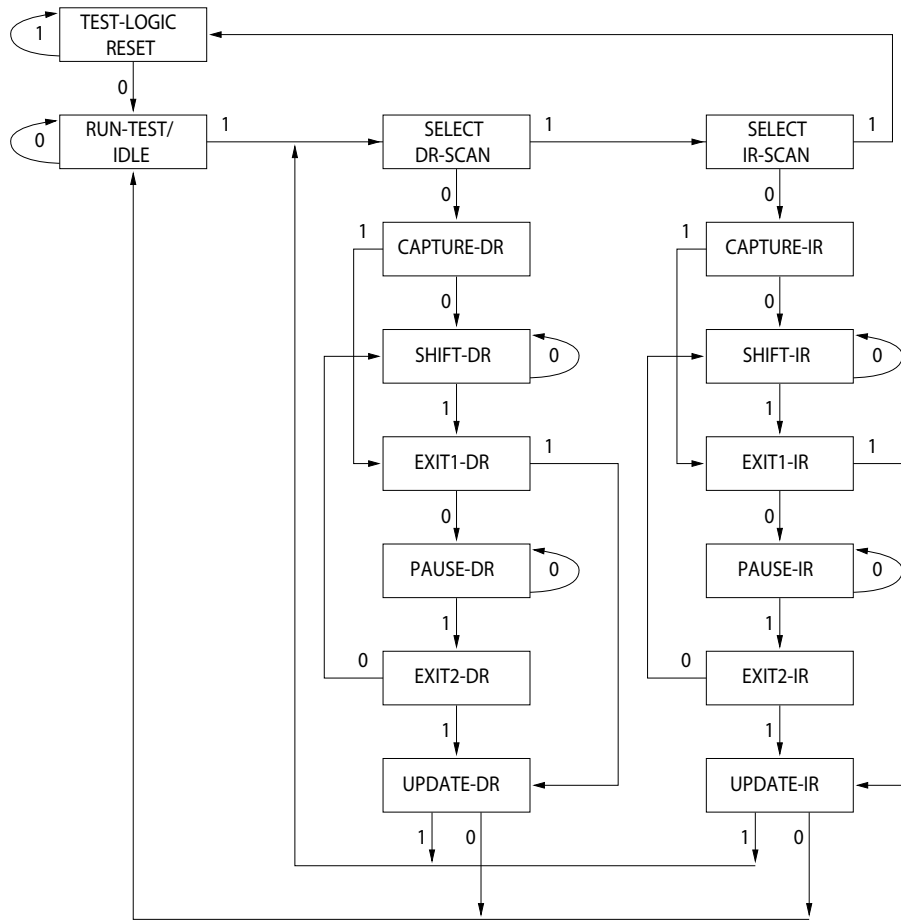 TEST-LOGIC
RESET
1
0
RUN-TEST/
IDLE
0
1
SELECT
DR-SCAN
1
SELECT
IR-SCAN
1
0
0
1
CAPTURE-DR
1
CAPTURE-IR
0
0
SHIFT-DR
0
SHIFT-IR
0
1
1
EXIT1-DR
1
EXIT1-IR
1
0
0
PAUSE-DR
0
PAUSE-IR
0
1
1
0
EXIT2-DR
0
EXIT2-IR
1
1
UPDATE-DR
UPDATE-IR
1
0
1
0